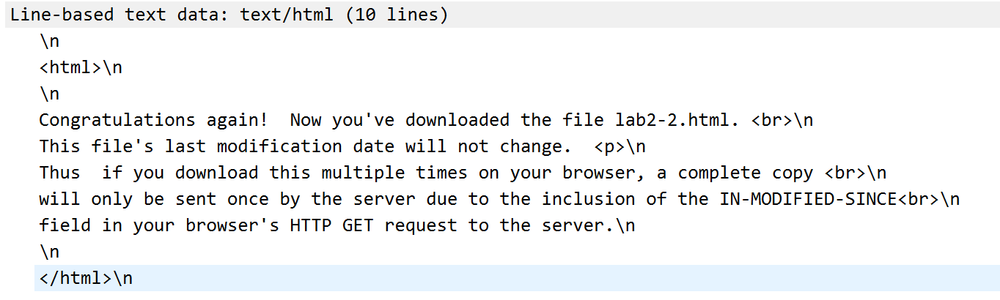 Line-based text data: text/html (10 lines)
\n
<html>\n
\n
Congratulations again!  Now you've downloaded the file lab2-2.html. <br>\n
This file's last modification date will not change.  <p>\n
Thus  if you download this multiple times on your browser, a complete copy <br>\n
will only be sent once by the server due to the inclusion of the IN-MODIFIED-SINCE<br>\n
field in your browser's HTTP GET request to the server.\n
\n
</html>\n